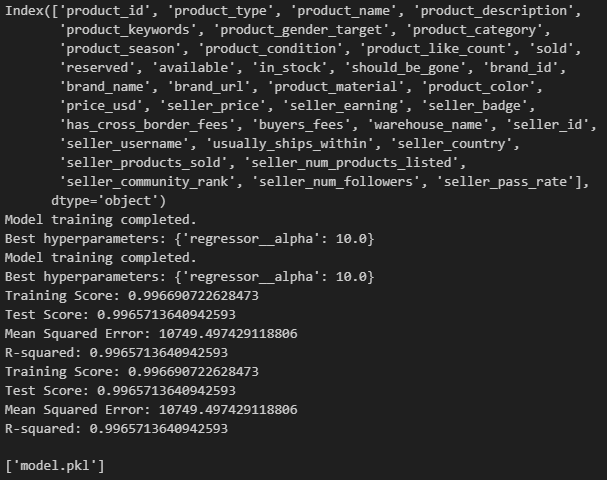 Index(['product_id', 'product_type', 'product_name', 'product_description',
'product_keywords', 'product_gender_target', 'product_category',
'product_season', 'product_condition', 'product_like_count', 'sold',
'reserved', 'available', 'in_stock', 'should_be_gone', 'brand_id',
'brand_name', 'brand_url', 'product_material', 'product_color',
'price_usd', 'seller_price', 'seller_earning', 'seller_badge',
'has_cross_border_fees', 'buyers_fees', 'warehouse_name', 'seller_id',
'seller_username', 'usually_ships_within', 'seller_country',
'seller_products_sold', 'seller_num_products_listed',
'seller_community_rank', 'seller_num_followers', 'seller_pass_rate'],
dtype='object')
Model training completed.
Best hyperparameters: {'regressor__alpha': 10.0}
Model training completed.
Best hyperparameters: {'regressor__alpha': 10.0}
Training Score: 0.996690722628473
Test Score: 0.9965713640942593
Mean Squared Error: 10749.497429118806
R-squared: 0.9965713640942593
Training Score: 0.996690722628473
Test Score: 0.9965713640942593
Mean Squared Error: 10749.497429118806
R-squared: 0.9965713640942593
['model.pkl']